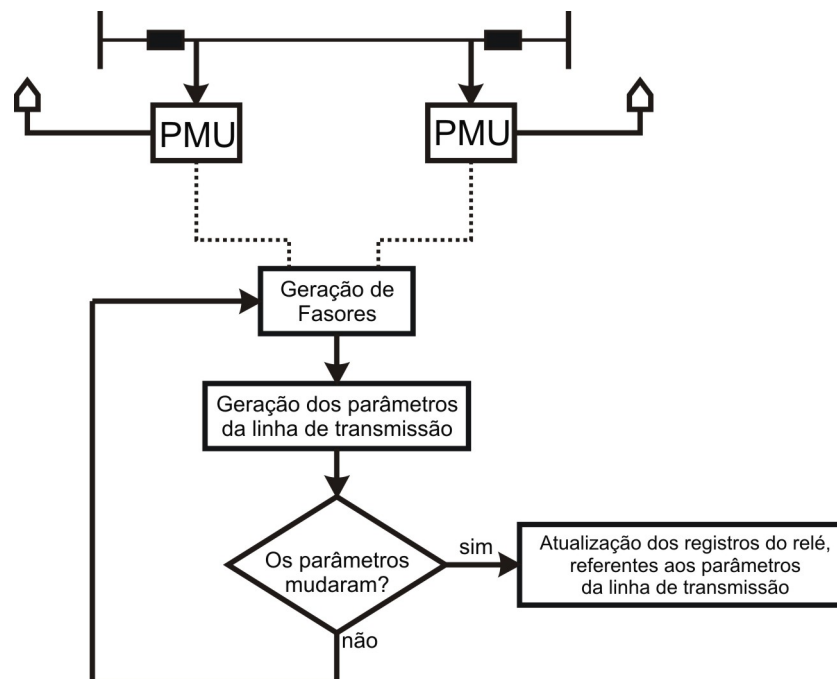 PMU
PMU
Geração de
Fasores
Geração dos parâmetros
da linha de transmissão
Os parâmetros
mudaram?
sim
Atualização dos registros do relé,
referentes aos parâmetros
da linha de transmissão
não